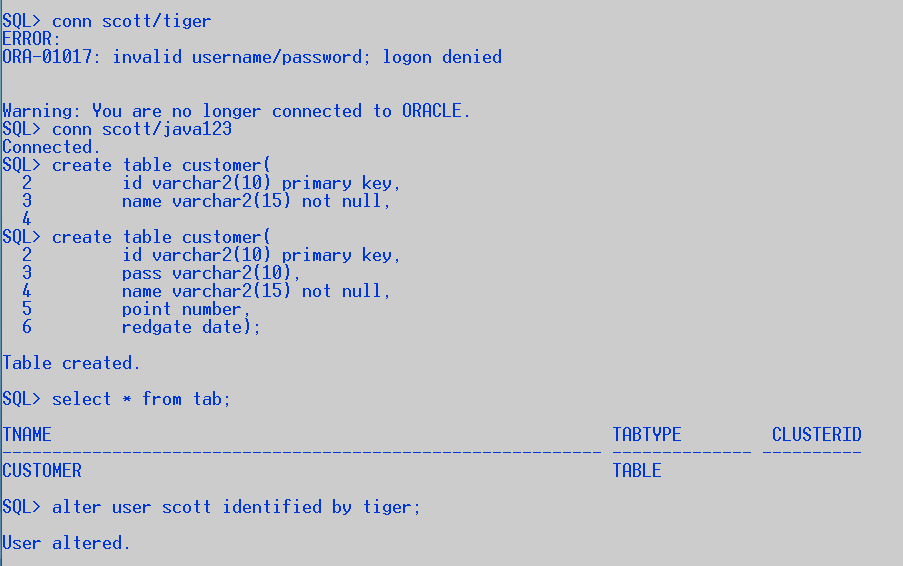 SQL> conn scott/tiger
ERROR:
ORA-01017: invalid username/password; logon denied
Warning: You are no longer connected to ORACLE.
SQL> conn scott/java123
Connected.
SQL> create table customer(
  2         id varchar2(10) primary key,
  3         name varchar2(15) not null,
  4
SQL> create table customer(
  2         id varchar2(10) primary key,
  3         pass varchar2(10),
  4         name varchar2(15) not null,
  5         point number,
  6         redgate date);
Table created.
SQL> select * from tab;
TNAME                                                        TABTYPE         CLUSTERID
------------------------------------------------------------ -------------- ----------
CUSTOMER                                                     TABLE
SQL> alter user scott identified by tiger;
User altered.